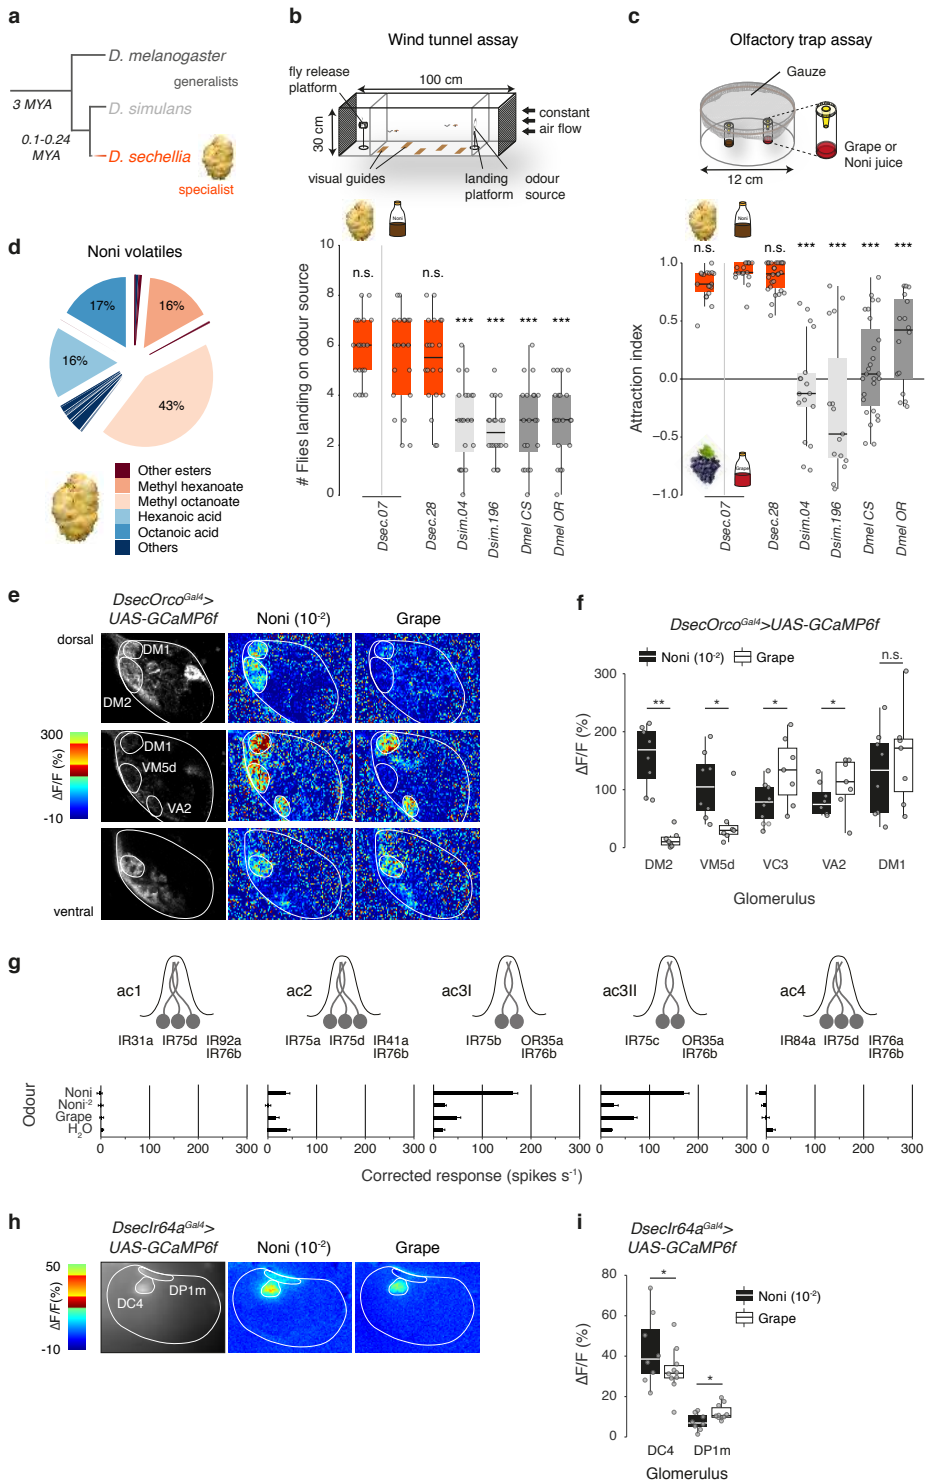 a
D. melanogaster
generalists
3 MYA
D. simulans
0.1-0.24
MYA
D. sechellia
specialist
b
Wind tunnel assay
fly release
platform
100 cm
30 cm
constant
air flow
visual guides
landing
platform
odour
source
Noni
# Flies landing on odour source
10
8
6
4
2
0
n.s.
n.s.
***
***
***
***
Dsec.07
Dsec.28
Dsim.04
Dsim.196
Dmel CS
Dmel OR
c
Olfactory trap assay
Gauze
Grape or
Noni juice
12 cm
Noni
Attraction index
1.0
0.5
0.0
−0.5
−1.0
n.s.
n.s.
***
***
***
***
Grape
Dsec.07
Dsec.28
Dsim.04
Dsim.196
Dmel CS
Dmel OR
d
Noni volatiles
17%
16%
16%
43%
Other esters
Methyl hexanoate
Methyl octanoate
Hexanoic acid
Octanoic acid
Others
e
DsecOrco^Gal4>
UAS-GCaMP6f
Noni (10⁻²)
Grape
dorsal
DM1
DM2
300
ΔF/F (%)
-10
DM1
VM5d
VA2
ventral
f
DsecOrco^Gal4>UAS-GCaMP6f
Noni (10⁻²)
Grape
n.s.
**
*
*
*
ΔF/F (%)
300
200
100
0
DM2
VM5d
VC3
VA2
DM1
Glomerulus
g
ac1
IR31a IR75d IR92a
IR76b
ac2
IR75a IR75d IR41a
IR76b
ac3I
IR75b OR35a
IR76b
ac3II
IR75c OR35a
IR76b
ac4
IR84a IR75d IR76a
IR76b
Odour
Noni
Noni⁻²
Grape
H₂O
0 100 200 300
0 100 200 300
0 100 200 300
0 100 200 300
0 100 200 300
Corrected response (spikes s⁻¹)
h
DsecIr64a^Gal4>
UAS-GCaMP6f
Noni (10⁻²)
Grape
50
ΔF/F(%)
-10
DC4
DP1m
i
DsecIr64a^Gal4>
UAS-GCaMP6f
Noni (10⁻²)
Grape
*
*
ΔF/F (%)
80
60
40
20
0
DC4
DP1m
Glomerulus